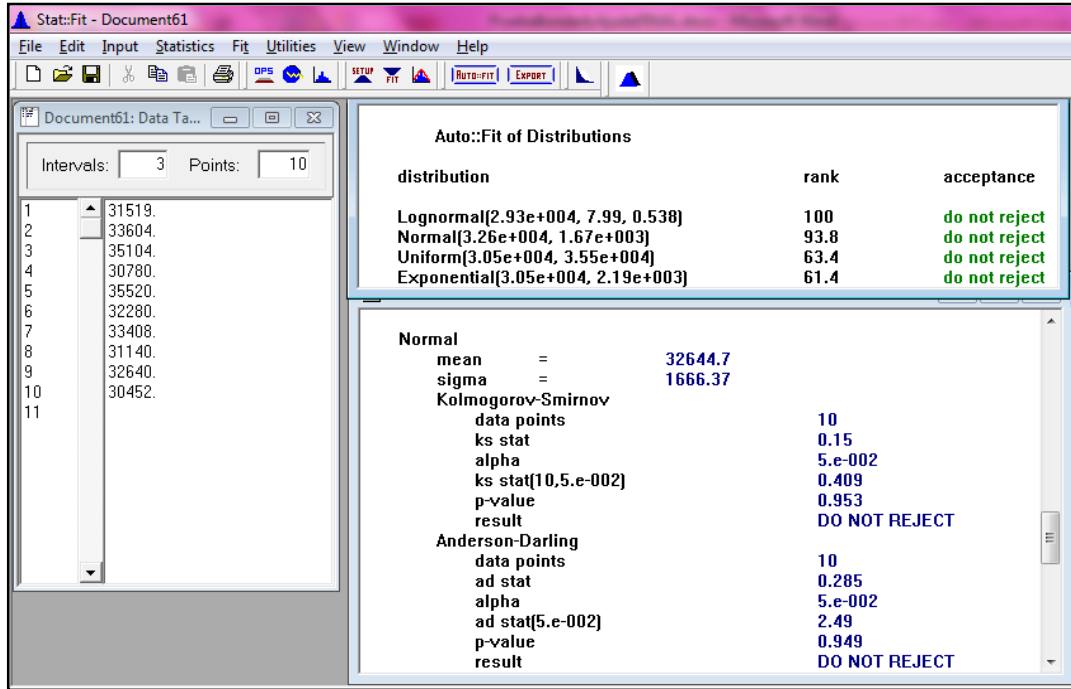 Stat::Fit - Document61
File Edit Input Statistics Fit Utilities View Window Help
OPS SETUP FIT AUTO::FIT EXPORT
Document61: Data Ta...
Intervals: 3 Points: 10
1 31519.
2 33604.
3 35104.
4 30780.
5 35520.
6 32280.
7 33408.
8 31140.
9 32640.
10 30452.
11
Auto::Fit of Distributions
distribution rank acceptance
Lognormal(2.93e+004, 7.99, 0.538) 100 do not reject
Normal(3.26e+004, 1.67e+003) 93.8 do not reject
Uniform(3.05e+004, 3.55e+004) 63.4 do not reject
Exponential(3.05e+004, 2.19e+003) 61.4 do not reject
Normal
mean = 32644.7
sigma = 1666.37
Kolmogorov-Smirnov
data points 10
ks stat 0.15
alpha 5.e-002
ks stat(10,5.e-002) 0.409
p-value 0.953
result DO NOT REJECT
Anderson-Darling
data points 10
ad stat 0.285
alpha 5.e-002
ad stat(5.e-002) 2.49
p-value 0.949
result DO NOT REJECT